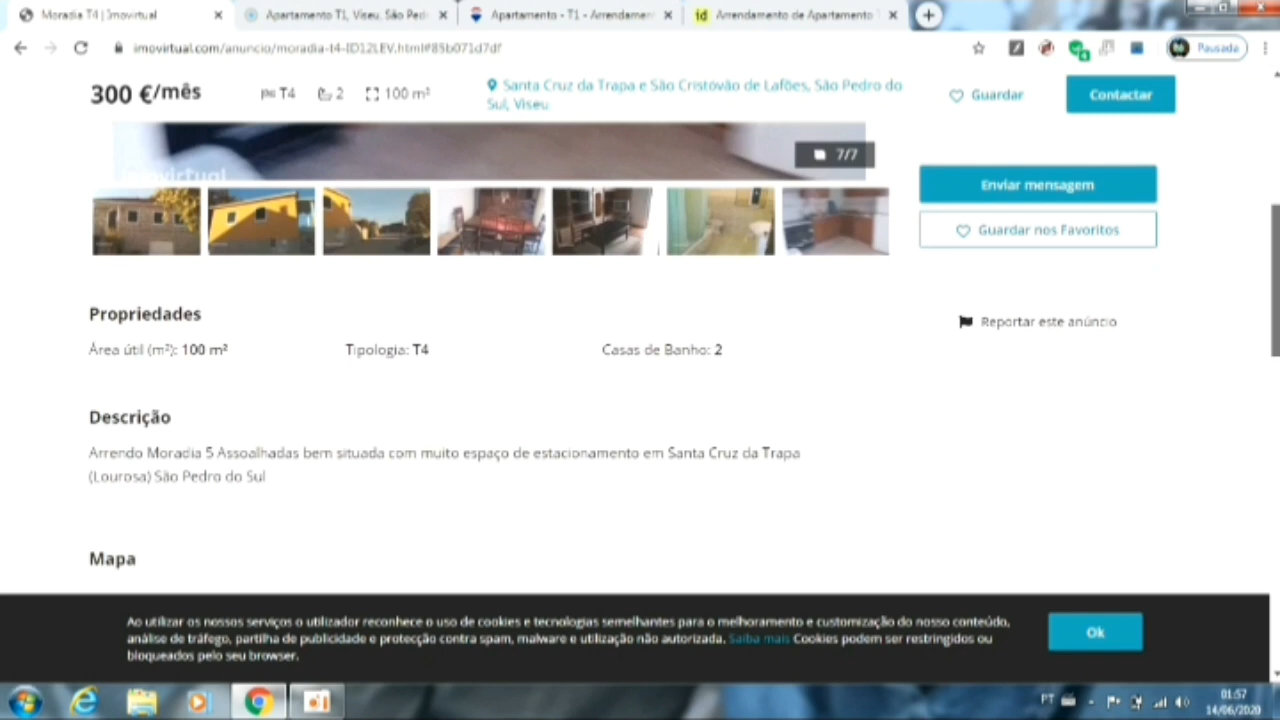 Moradia T4 | Imovirtual
Apartamento T1, Viseu, São Ped
Apartamento - T1 - Arrendamen
id Arrendamento de Apartamento
imovirtual.com/anuncio/moradia-t4-ID12LEV.html#85b071d7df
Pausada
300 €/mês
T4
2
100 m²
Santa Cruz da Trapa e São Cristóvão de Lafões, São Pedro do
Sul, Viseu
Guardar
Contactar
imovirtual
7/7
Enviar mensagem
Guardar nos Favoritos
Propriedades
Reportar este anúncio
Área útil (m²): 100 m²
Tipologia: T4
Casas de Banho: 2
Descrição
Arrendo Moradia 5 Assoalhadas bem situada com muito espaço de estacionamento em Santa Cruz da Trapa
(Lourosa) São Pedro do Sul
Mapa
Ao utilizar os nossos serviços o utilizador reconhece o uso de cookies e tecnologias semelhantes para o melhoramento e customização do nosso conteúdo,
análise de tráfego, partilha de publicidade e protecção contra spam, malware e utilização não autorizada. Saiba mais Cookies podem ser restringidos ou
bloqueados pelo seu browser.
Ok
PT
01:57
14/06/2020